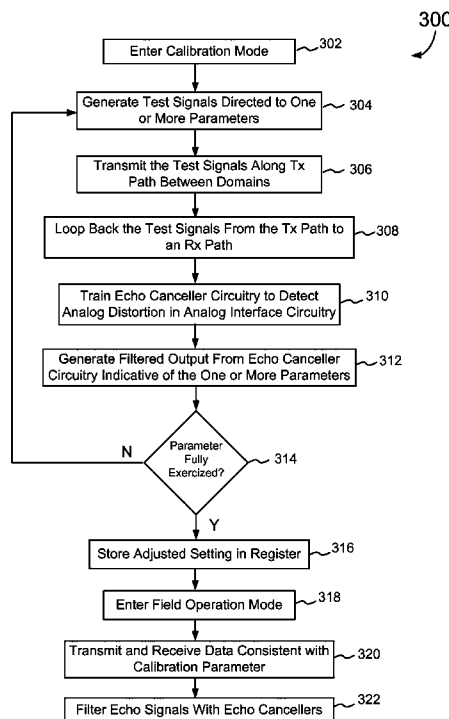 300
Enter Calibration Mode
302
Generate Test Signals Directed to One
or More Parameters
304
Transmit the Test Signals Along Tx
Path Between Domains
306
Loop Back the Test Signals From the Tx Path to
an Rx Path
308
Train Echo Canceller Circuitry to Detect
Analog Distortion in Analog Interface Circuitry
310
Generate Filtered Output From Echo Canceller
Circuitry Indicative of the One or More Parameters
312
Parameter
Fully
Exercized?
314
N
Y
Store Adjusted Setting in Register
316
Enter Field Operation Mode
318
Transmit and Receive Data Consistent with
Calibration Parameter
320
Filter Echo Signals With Echo Cancellers
322